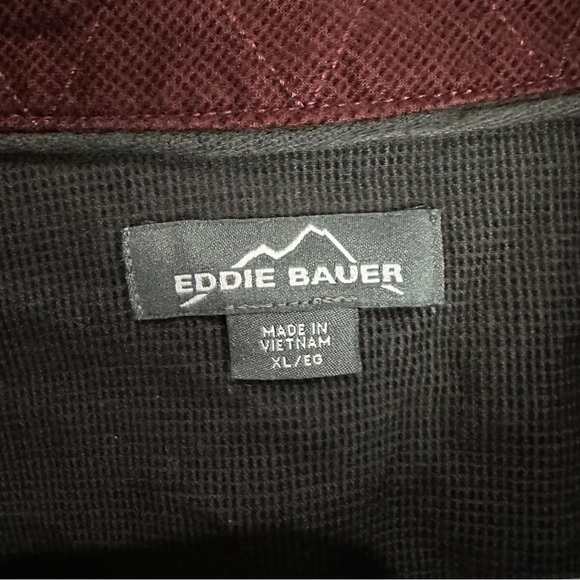 EDDIE BAUER
MADE IN
VIETNAM
XL/EG